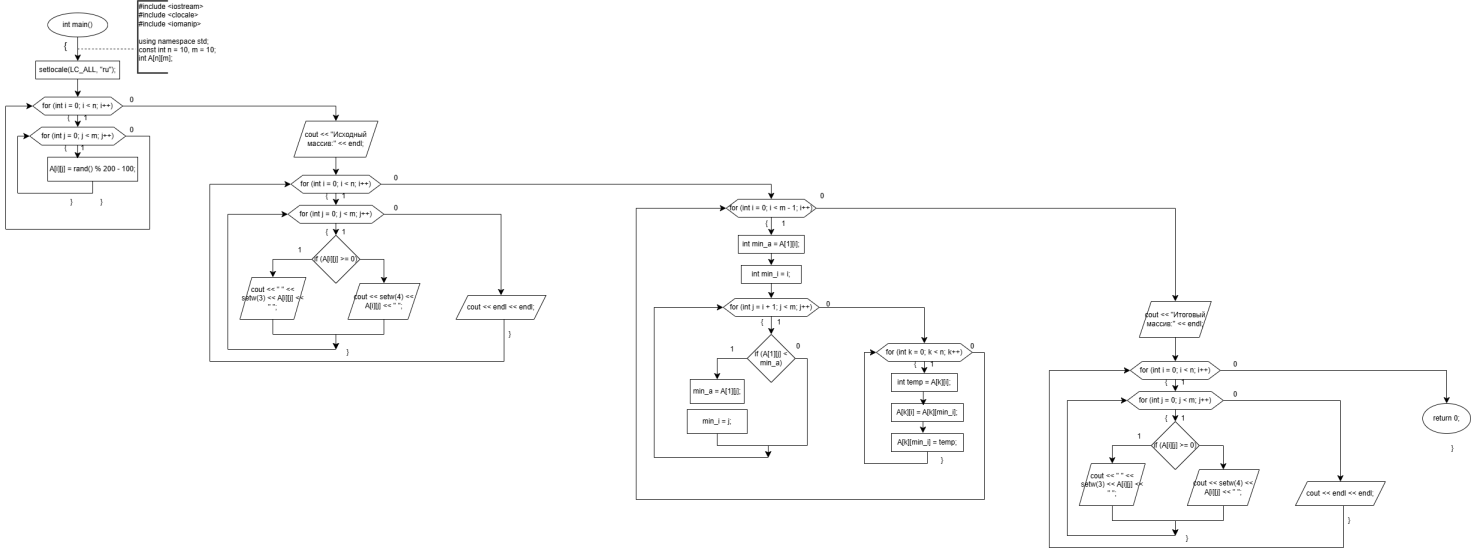 #include <iostream>
#include <clocale>
#include <iomanip>
using namespace std;
const int n = 10, m = 10;
int A[n][m];
int main()
{
setlocale(LC_ALL, "ru");
for (int i = 0; i < n; i++)
0
{ 1
for (int j = 0; j < m; j++)
0
{ 1
A[i][j] = rand() % 200 - 100;
} }
cout << "Исходный
массив:" << endl;
for (int i = 0; i < n; i++)
0
{ 1
for (int j = 0; j < m; j++)
0
{ 1
if (A[i][j] >= 0)
1
cout << " " <<
setw(3) << A[i][j] <<
" ";
cout << setw(4) <<
A[i][j] << " ";
cout << endl << endl;
}
}
for (int i = 0; i < m - 1; i++)
0
{ 1
int min_a = A[1][i];
int min_i = i;
for (int j = i + 1; j < m; j++)
0
{ 1
if (A[1][j] <
min_a)
1
0
min_a = A[1][j];
min_i = j;
for (int k = 0; k < n; k++)
0
{ 1
int temp = A[k][i];
A[k][i] = A[k][min_i];
A[k][min_i] = temp;
}
cout << "Итоговый
массив:" << endl;
for (int i = 0; i < n; i++)
0
{ 1
for (int j = 0; j < m; j++)
0
{ 1
if (A[i][j] >= 0)
1
cout << " " <<
setw(3) << A[i][j] <<
" ";
cout << setw(4) <<
A[i][j] << " ";
cout << endl << endl;
}
}
return 0;
}